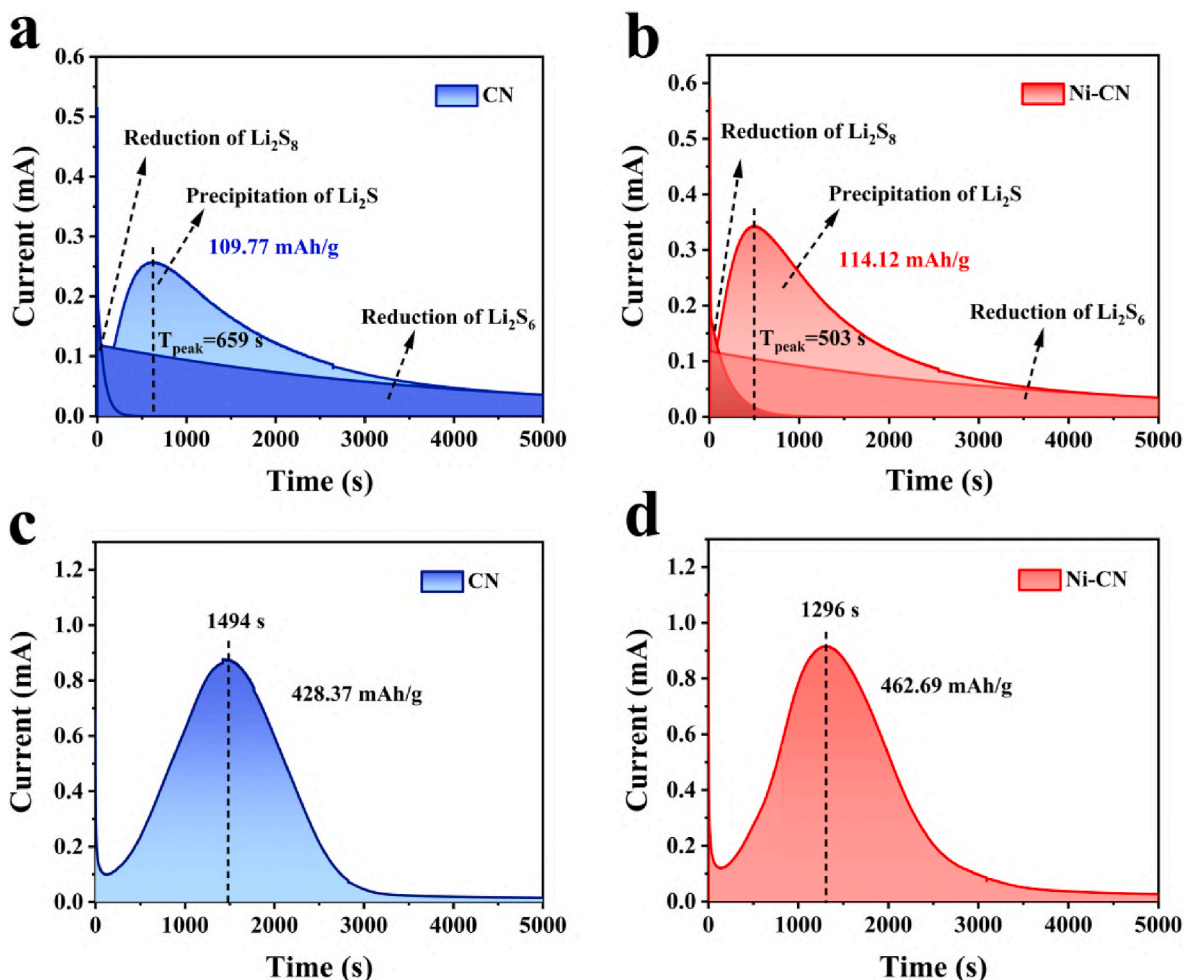 a
0.6
0.5
0.4
0.3
0.2
0.1
0.0
Current (mA)
CN
Reduction of Li₂S₈
Precipitation of Li₂S
109.77 mAh/g
Reduction of Li₂S₆
Tpeak=659 s
0 1000 2000 3000 4000 5000
Time (s)
b
0.6
0.5
0.4
0.3
0.2
0.1
0.0
Current (mA)
Ni-CN
Reduction of Li₂S₈
Precipitation of Li₂S
114.12 mAh/g
Reduction of Li₂S₆
Tpeak=503 s
0 1000 2000 3000 4000 5000
Time (s)
c
1.2
1.0
0.8
0.6
0.4
0.2
0.0
Current (mA)
CN
1494 s
428.37 mAh/g
0 1000 2000 3000 4000 5000
Time (s)
d
1.2
1.0
0.8
0.6
0.4
0.2
0.0
Current (mA)
Ni-CN
1296 s
462.69 mAh/g
0 1000 2000 3000 4000 5000
Time (s)